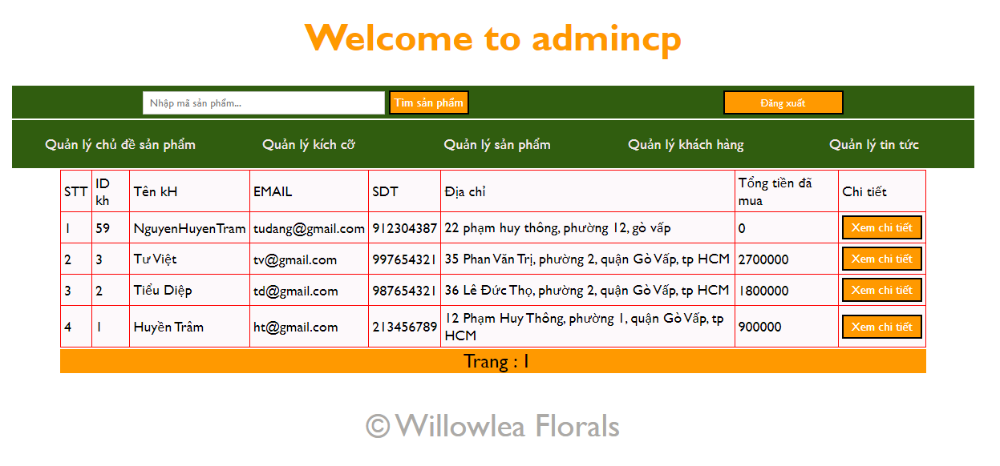 Welcome to admincp
Nhập mã sản phẩm... Tìm sản phẩm Đăng xuất
Quản lý chủ đề sản phẩm Quản lý kích cỡ Quản lý sản phẩm Quản lý khách hàng Quản lý tin tức
STT ID kh Tên kH EMAIL SDT Địa chỉ Tổng tiền đã mua Chi tiết
1 59 NguyenHuyenTram tudang@gmail.com 912304387 22 phạm huy thông, phường 12, gò vấp 0 Xem chi tiết
2 3 Tư Việt tv@gmail.com 997654321 35 Phan Văn Trị, phường 2, quận Gò Vấp, tp HCM 2700000 Xem chi tiết
3 2 Tiểu Diệp td@gmail.com 987654321 36 Lê Đức Thọ, phường 2, quận Gò Vấp, tp HCM 1800000 Xem chi tiết
4 1 Huyền Trâm ht@gmail.com 213456789 12 Phạm Huy Thông, phường 1, quận Gò Vấp, tp HCM 900000 Xem chi tiết
Trang : 1
© Willowlea Florals